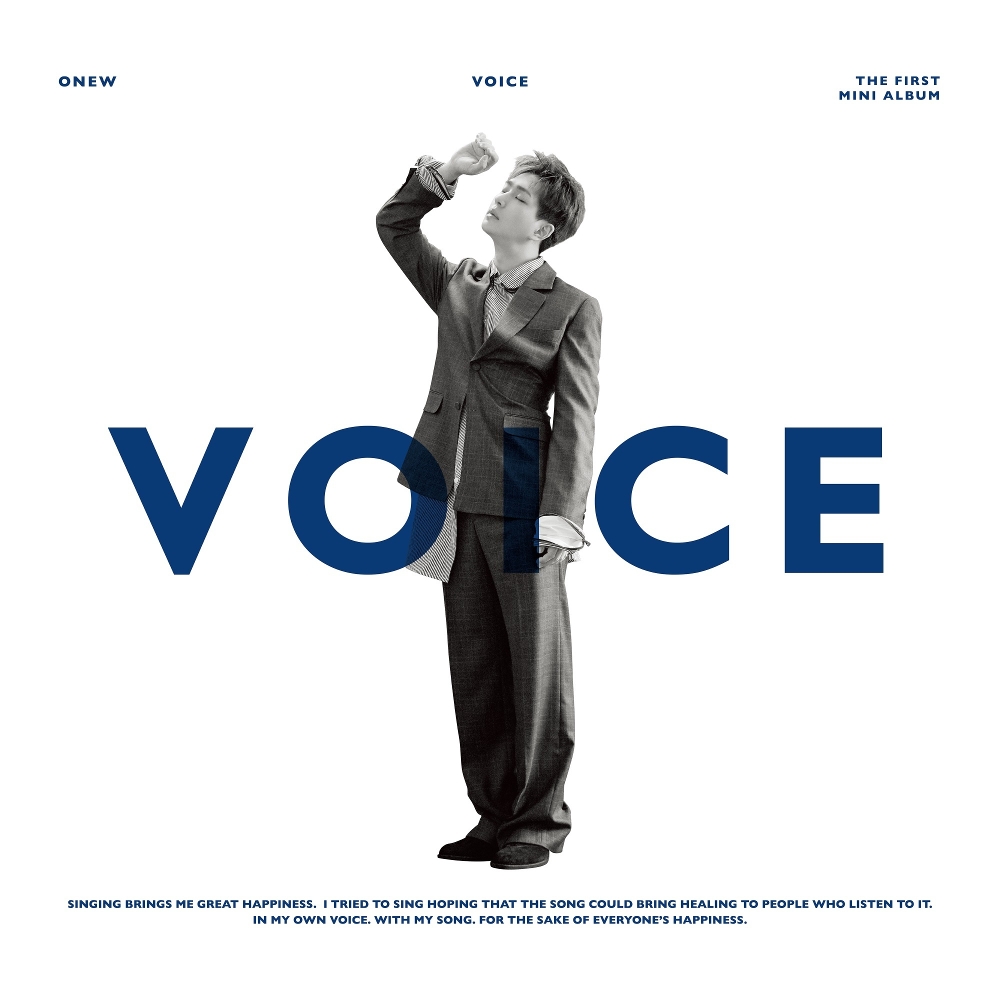 ONEW
VOICE
THE FIRST
MINI ALBUM
VOICE
SINGING BRINGS ME GREAT HAPPINESS. I TRIED TO SING HOPING THAT THE SONG COULD BRING HEALING TO PEOPLE WHO LISTEN TO IT.
IN MY OWN VOICE. WITH MY SONG. FOR THE SAKE OF EVERYONE'S HAPPINESS.